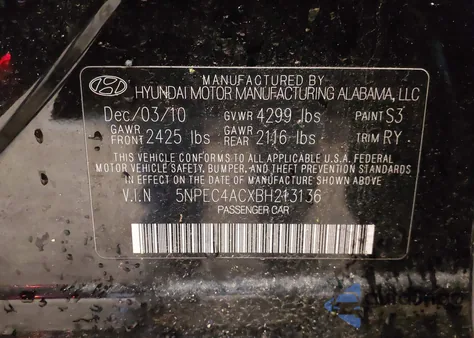 MANUFACTURED BY
HYUNDAI MOTOR MANUFACTURING ALABAMA, LLC
Dec/03/10 GVWR 4299 lbs PAINT S3
GAWR FRONT 2425 lbs GAWR REAR 2116 lbs TRIM RY
THIS VEHICLE CONFORMS TO ALL APPLICABLE U.S.A. FEDERAL
MOTOR VEHICLE SAFETY, BUMPER, AND THEFT PREVENTION STANDARDS
IN EFFECT ON THE DATE OF MANUFACTURE SHOWN ABOVE.
V.I.N 5NPEC4ACXBH213136
PASSENGER CAR